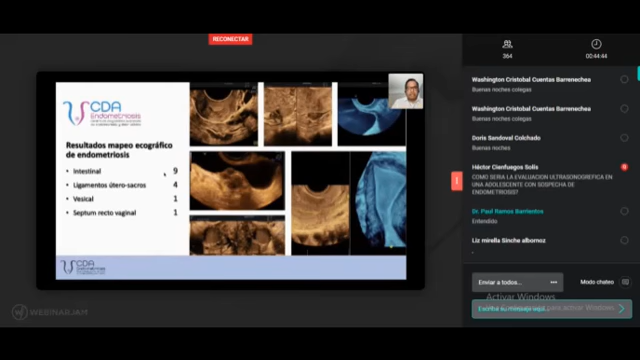 RECONECTAR
CDA
Endometriosis
Resultados mapeo ecográfico
de endometriosis
• Intestinal 9
• Ligamentos útero-sacros 4
• Vesical 1
• Septum recto vaginal 1
CDA
WEBINARJAM
364
00:44:44
Washington Cristobal Cuentas Barrenechea
Buenas noches colegas
Washington Cristobal Cuentas Barrenechea
Buenas noches colegas
Doris Sandoval Colchado
Buenas noches
Héctor Cienfuegos Solis
COMO SERIA LA EVALUACION ULTRASONOGRFICA EN
UNA ADOLESCENTE CON SOSPECHA DE
ENDOMETRIOSIS?
Dr. Paul Ramos Barrientos
Entendido
Liz mirella Sinche albornoz
.
Enviar a todos...
Modo chateo
Activar Windows